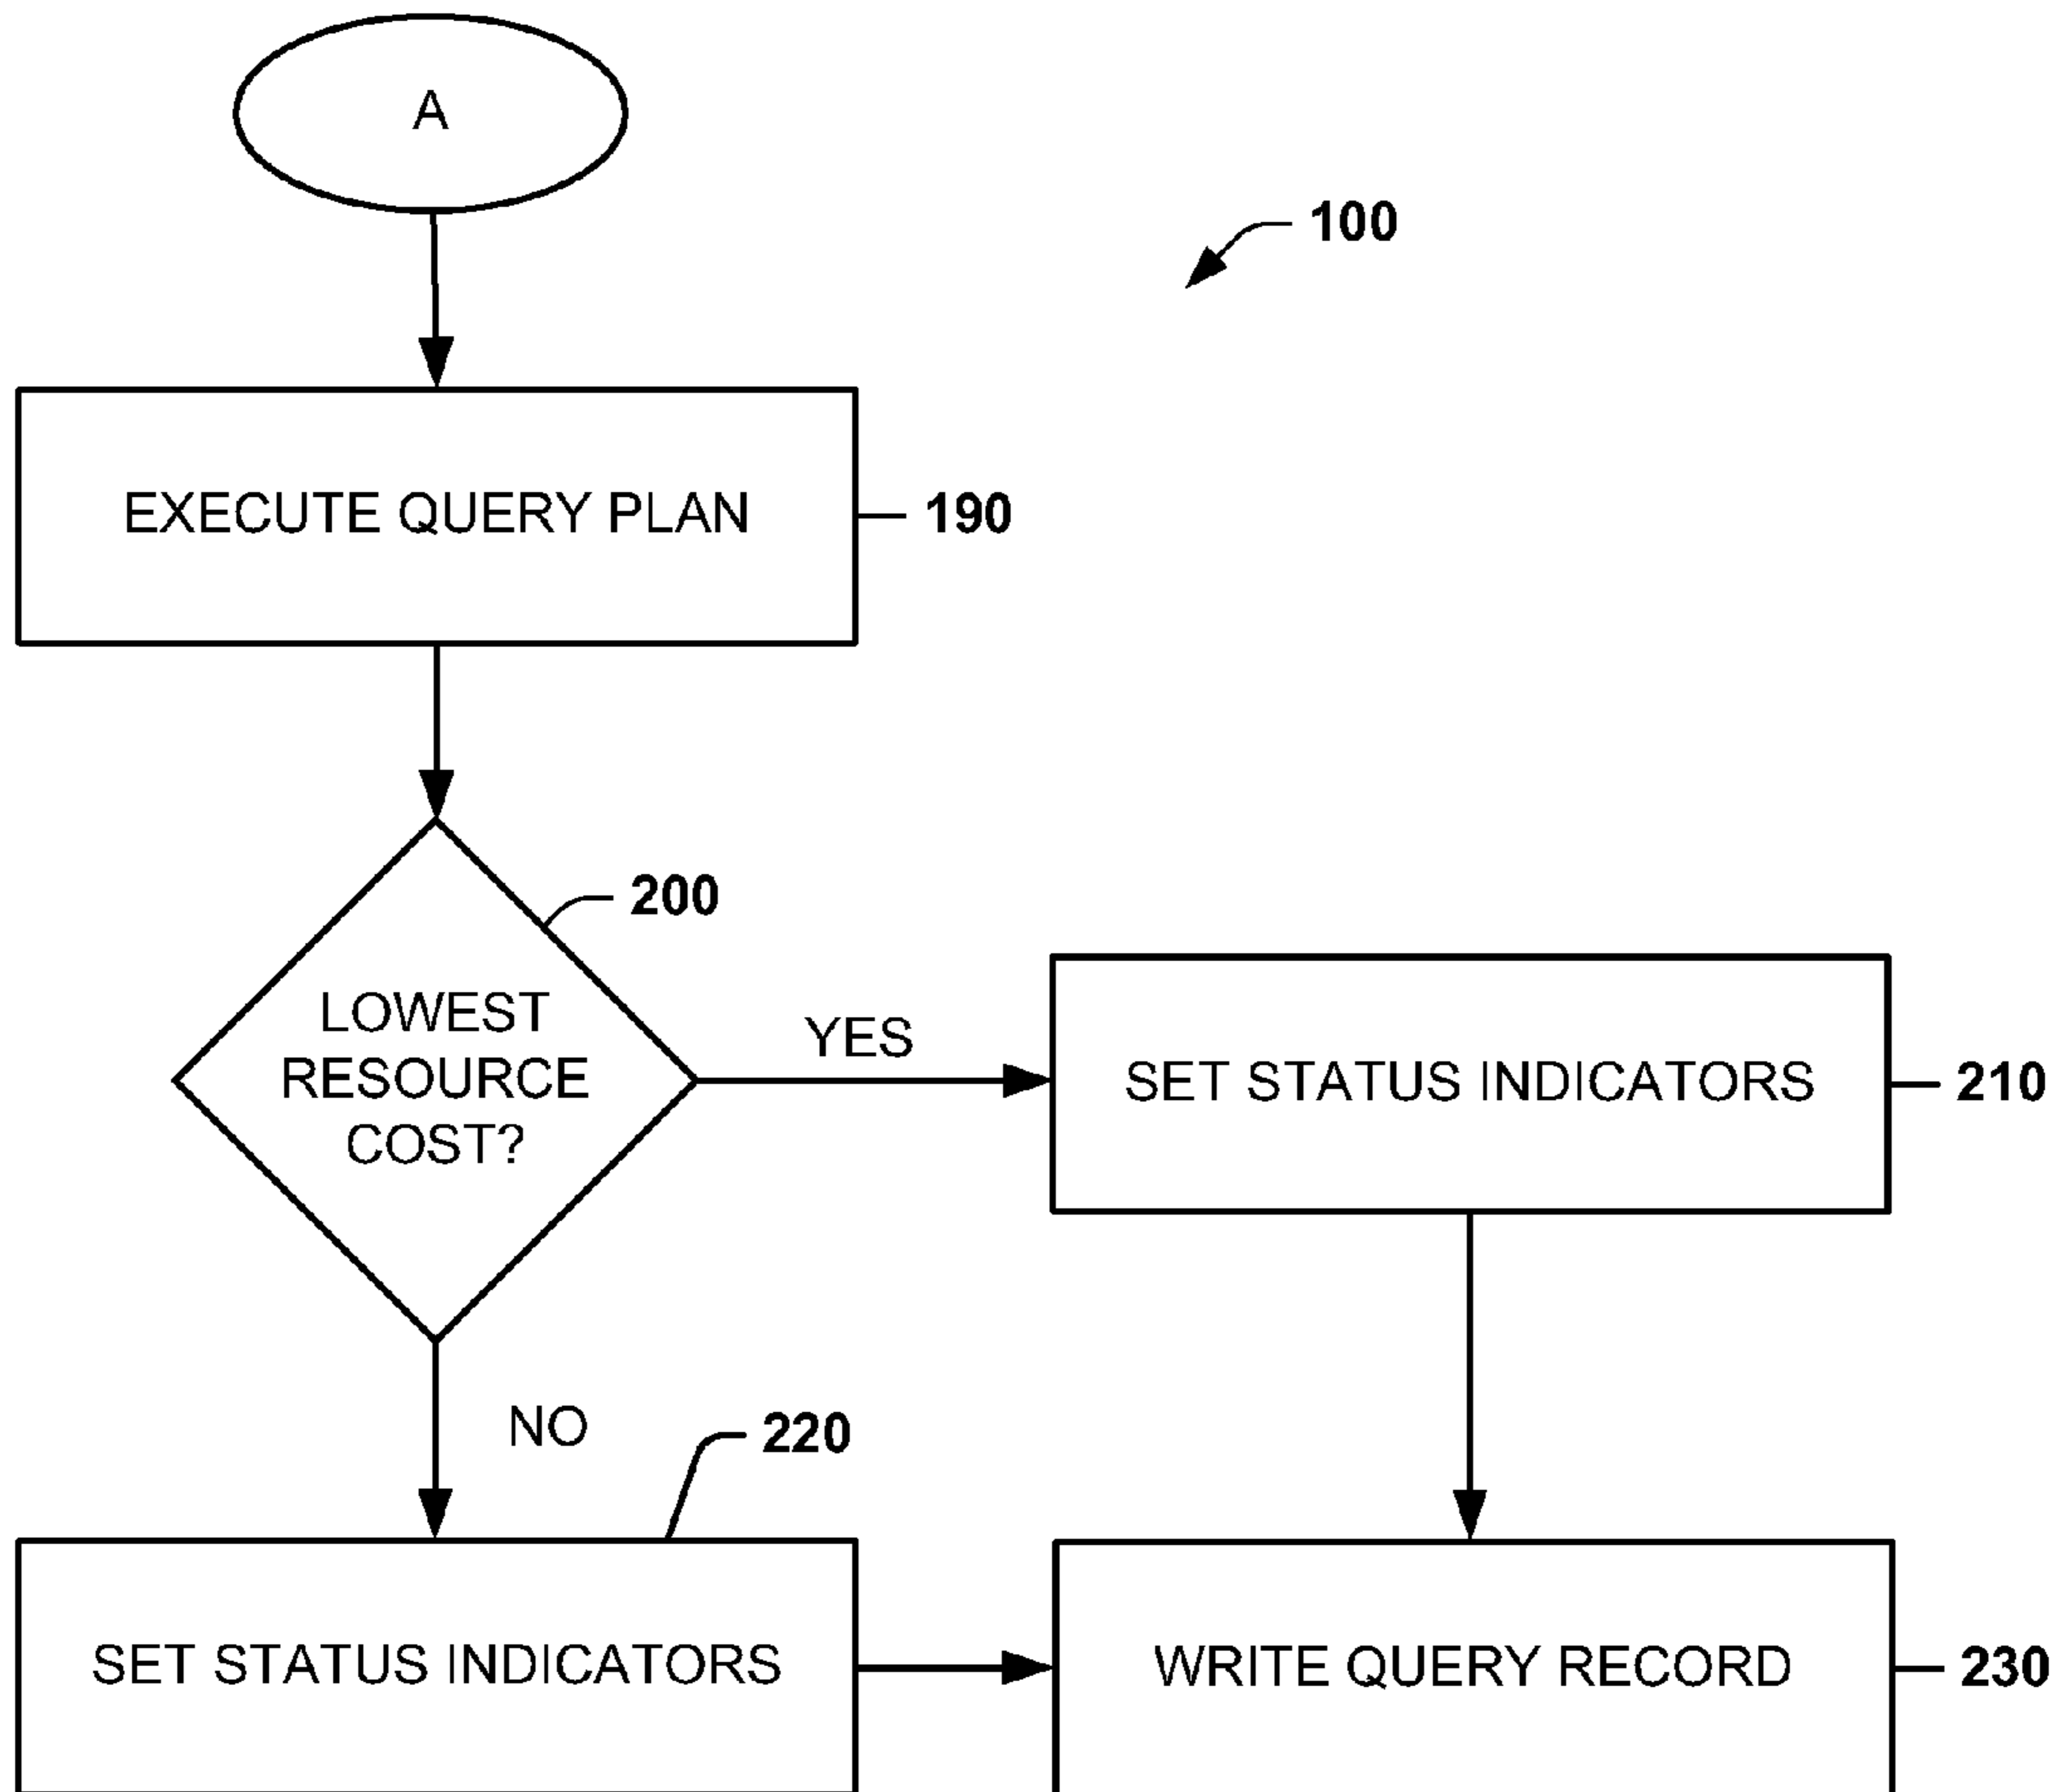 A
100
EXECUTE QUERY PLAN
190
200
LOWEST
RESOURCE
COST?
YES
SET STATUS INDICATORS
210
NO
220
SET STATUS INDICATORS
WRITE QUERY RECORD
230